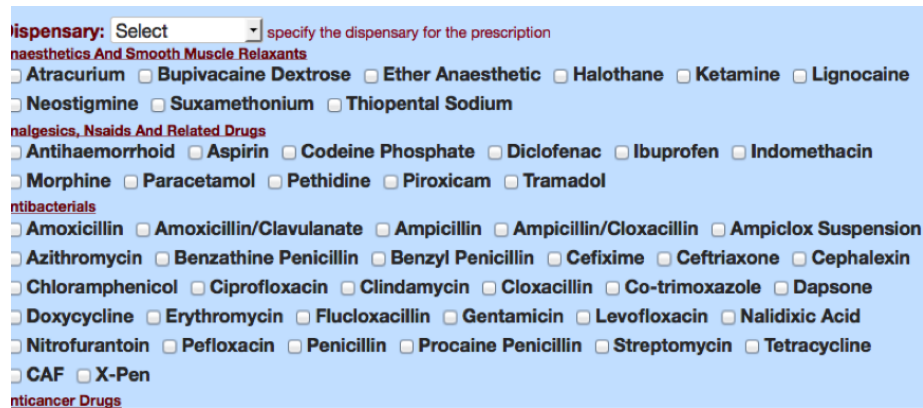 ispensary: Select specify the dispensary for the prescription
naesthetics And Smooth Muscle Relaxants
Atracurium Bupivacaine Dextrose Ether Anaesthetic Halothane Ketamine Lignocaine
Neostigmine Suxamethonium Thiopental Sodium
nalgesics, Nsaids And Related Drugs
Antihaemorrhoid Aspirin Codeine Phosphate Diclofenac Ibuprofen Indomethacin
Morphine Paracetamol Pethidine Piroxicam Tramadol
ntibacterials
Amoxicillin Amoxicillin/Clavulanate Ampicillin Ampicillin/Cloxacillin Ampiclox Suspension
Azithromycin Benzathine Penicillin Benzyl Penicillin Cefixime Ceftriaxone Cephalexin
Chloramphenicol Ciprofloxacin Clindamycin Cloxacillin Co-trimoxazole Dapsone
Doxycycline Erythromycin Flucloxacillin Gentamicin Levofloxacin Nalidixic Acid
Nitrofurantoin Pefloxacin Penicillin Procaine Penicillin Streptomycin Tetracycline
CAF X-Pen
nticancer Drugs